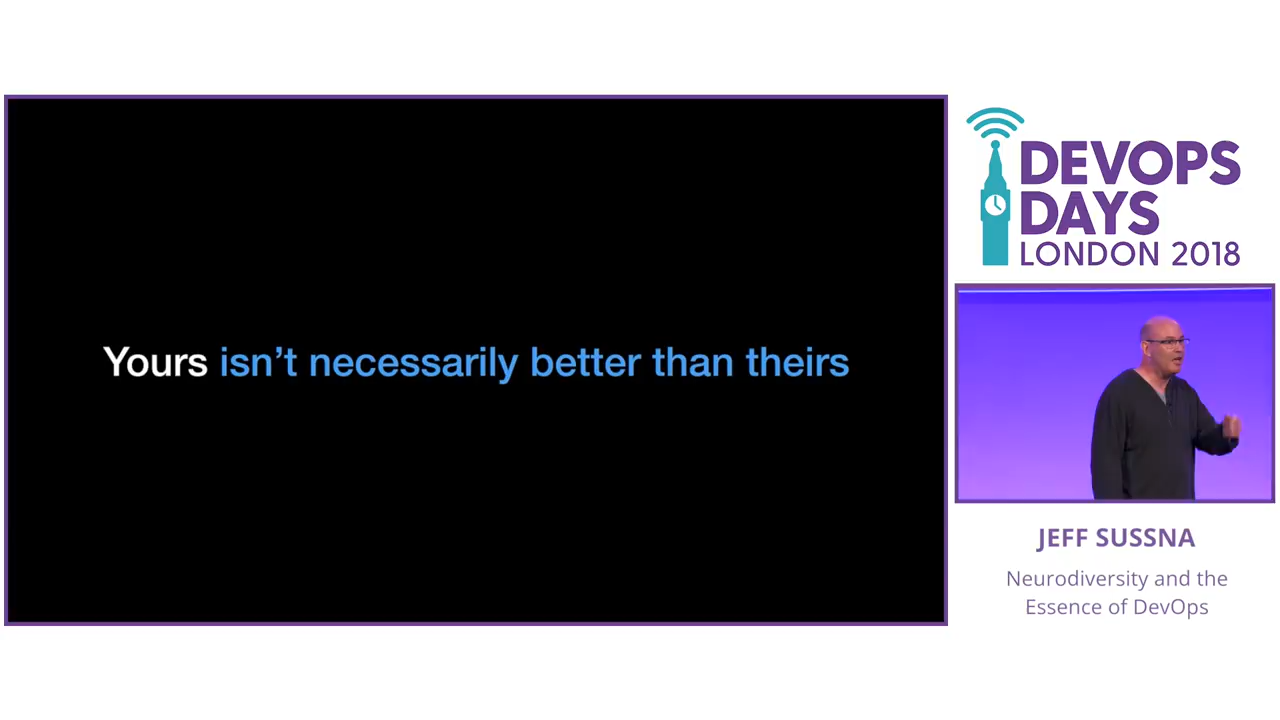 Yours isn’t necessarily better than theirs
DEVOPS
DAYS
LONDON 2018
JEFF SUSSNA
Neurodiversity and the
Essence of DevOps